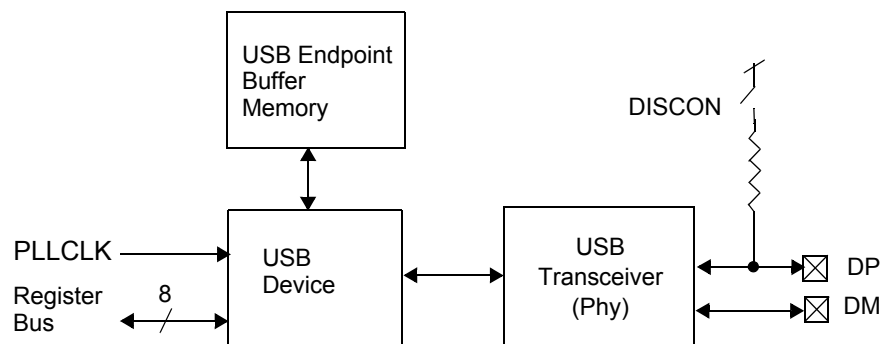 USB Endpoint
Buffer
Memory
DISCON
PLLCLK
USB
Device
USB
Transceiver
(Phy)
DP
Register
Bus
8
DM